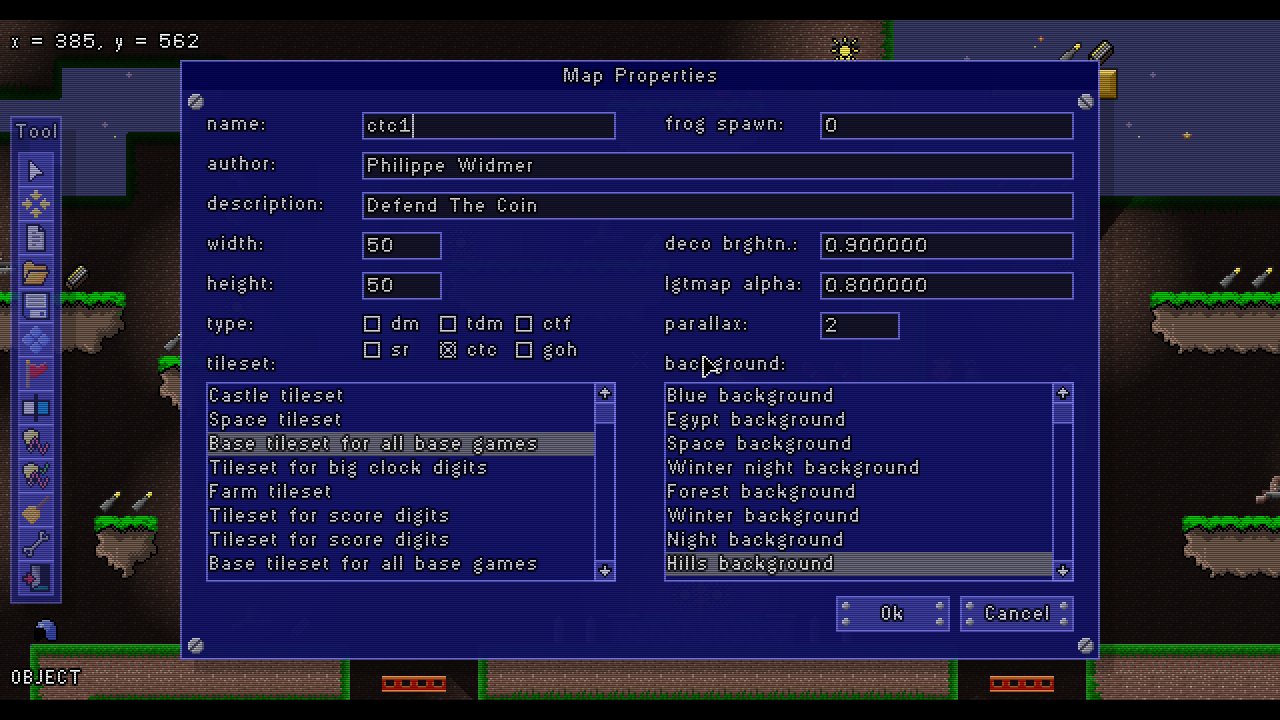 x = 385, y = 562
Map Properties
Tool
name: ctc1 frog spawn: 0
author: Philippe Widmer
description: Defend The Coin
width: 50 deco brghtn.: 0.900000
height: 50 lgtmap alpha: 0.800000
type: dm tdm ctf parallax: 2
sr ctc goh
tileset: background:
Castle tileset Blue background
Space tileset Egypt background
Base tileset for all base games Space background
Tileset for big clock digits Winter night background
Farm tileset Forest background
Tileset for score digits Winter background
Tileset for score digits Night background
Base tileset for all base games Hills background
Ok Cancel
OBJECT